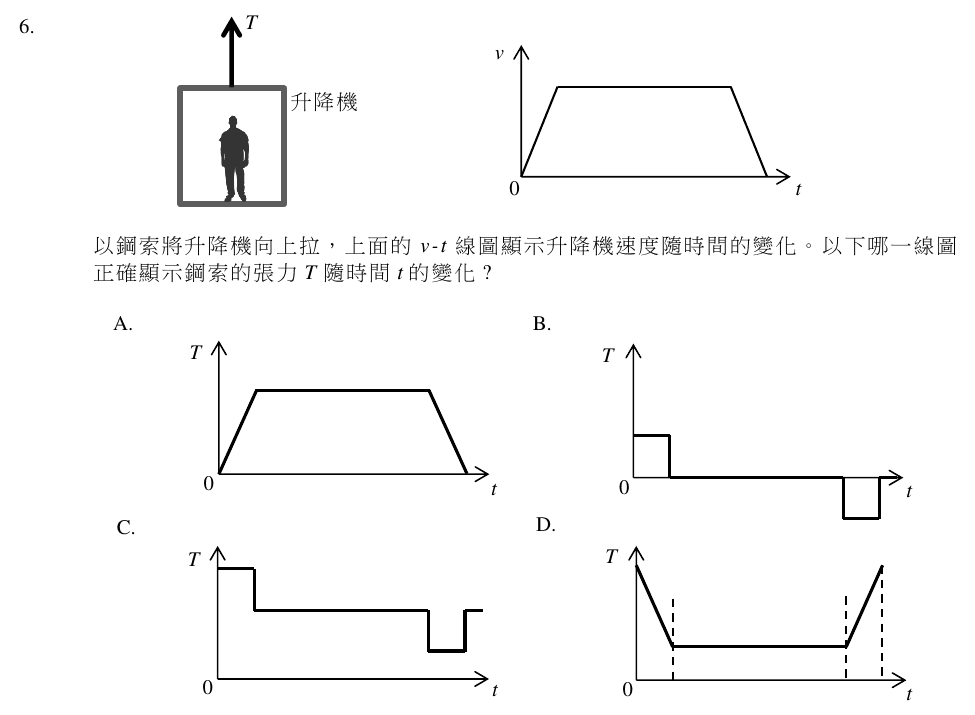 6.
T
升降機
v
0
t
以鋼索將升降機向上拉，上面的 v-t 線圖顯示升降機速度隨時間的變化。以下哪一線圖
正確顯示鋼索的張力 T 隨時間 t 的變化？
A.
B.
T
T
0
t
0
t
C.
D.
T
T
0
t
0
t